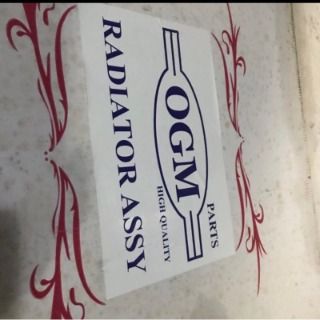 PARTS
OGM
HIGH QUALITY
RADIATOR ASSY